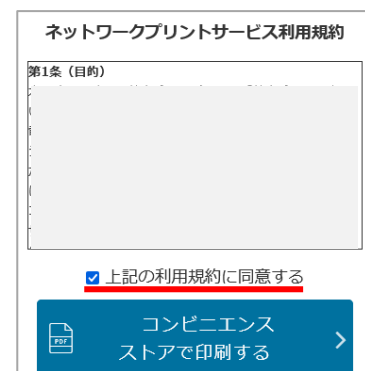 ネットワークプリントサービス利用規約
第1条（目的）
上記の利用規約に同意する
コンビニエンス
ストアで印刷する
PDF